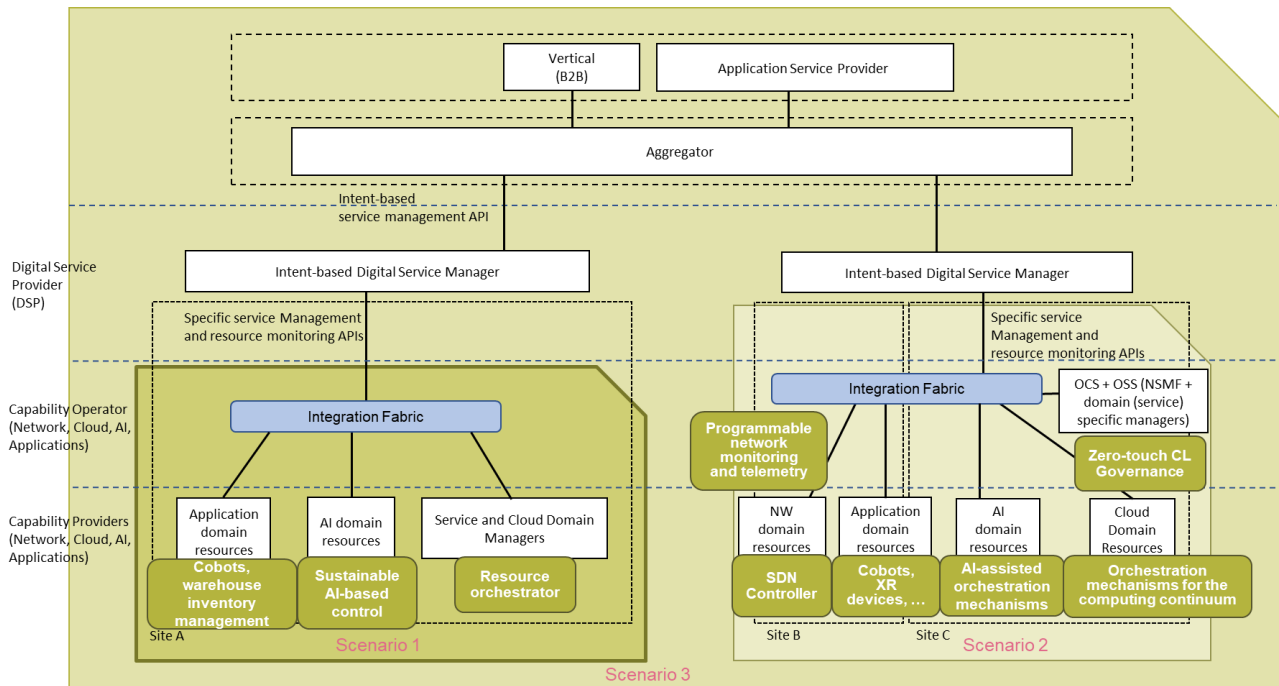 Vertical
(B2B)
Application Service Provider
Aggregator
Intent-based
service management API
Digital Service
Provider
(DSP)
Intent-based Digital Service Manager
Intent-based Digital Service Manager
Specific service Management
and resource monitoring APIs
Specific service
Management and
resource monitoring
APIs
Capability Operator
(Network, Cloud, AI,
Applications)
Integration Fabric
Integration Fabric
OCS + OSS (NSMF +
domain (service)
specific managers)
Programmable
network
monitoring
and telemetry
Zero-touch CL
Governance
Capability Providers
(Network, Cloud, AI,
Applications)
Application
domain
resources
AI domain
resources
Service and Cloud Domain
Managers
NW
domain
resources
Application
domain
resources
AI
domain
resources
Cloud
Domain
Resources
Cobots,
warehouse
inventory
management
Sustainable
AI-based
control
Resource
orchestrator
SDN
Controller
Cobots,
XR
devices, ...
AI-assisted
orchestration
mechanisms
Orchestration
mechanisms for the
computing continuum
Site A
Scenario 1
Site B
Site C
Scenario 2
Scenario 3